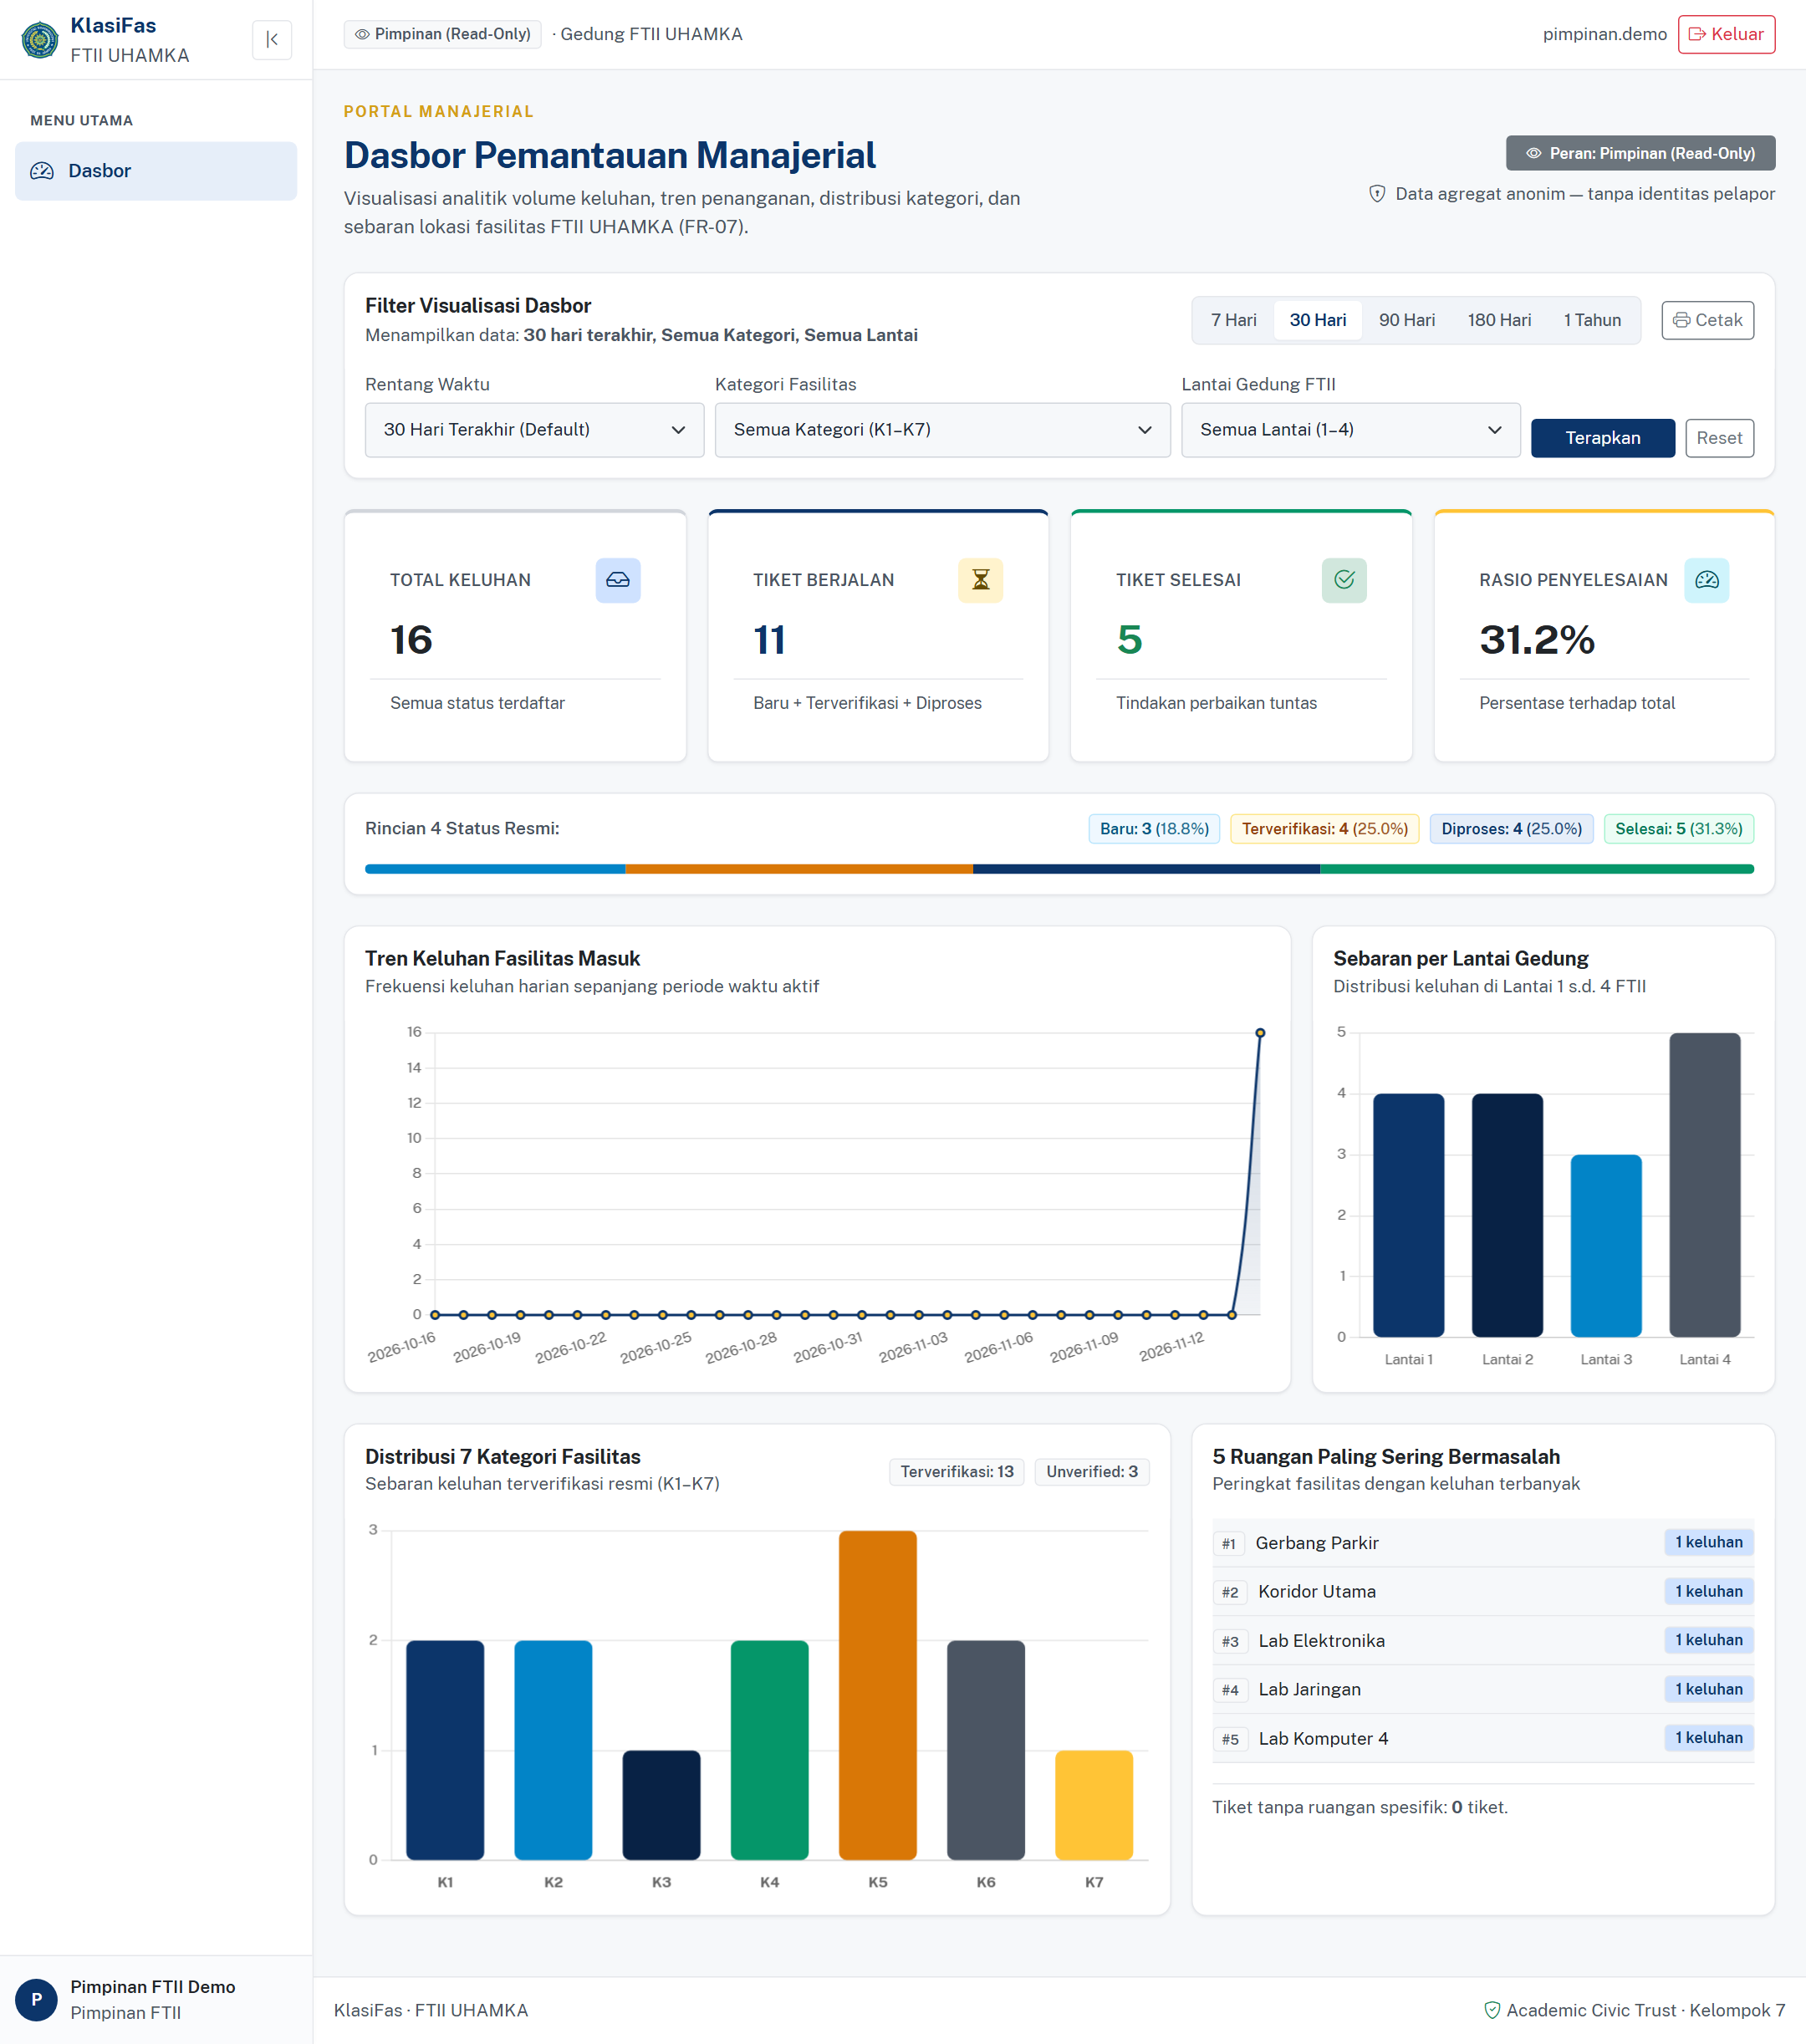 KlasiFas
FTII UHAMKA
MENU UTAMA
Dasbor
Pimpinan (Read-Only) · Gedung FTII UHAMKA
pimpinan.demo
Keluar
PORTAL MANAJERIAL
Dasbor Pemantauan Manajerial
Visualisasi analitik volume keluhan, tren penanganan, distribusi kategori, dan
sebaran lokasi fasilitas FTII UHAMKA (FR-07).
Peran: Pimpinan (Read-Only)
Data agregat anonim — tanpa identitas pelapor
Filter Visualisasi Dasbor
Menampilkan data: 30 hari terakhir, Semua Kategori, Semua Lantai
7 Hari
30 Hari
90 Hari
180 Hari
1 Tahun
Cetak
Rentang Waktu
30 Hari Terakhir (Default)
Kategori Fasilitas
Semua Kategori (K1–K7)
Lantai Gedung FTII
Semua Lantai (1–4)
Terapkan
Reset
TOTAL KELUHAN
16
Semua status terdaftar
TIKET BERJALAN
11
Baru + Terverifikasi + Diproses
TIKET SELESAI
5
Tindakan perbaikan tuntas
RASIO PENYELESAIAN
31.2%
Persentase terhadap total
Rincian 4 Status Resmi:
Baru: 3 (18.8%)
Terverifikasi: 4 (25.0%)
Diproses: 4 (25.0%)
Selesai: 5 (31.3%)
Tren Keluhan Fasilitas Masuk
Frekuensi keluhan harian sepanjang periode waktu aktif
16
14
12
10
8
6
4
2
0
2026-10-16
2026-10-19
2026-10-22
2026-10-25
2026-10-28
2026-10-31
2026-11-03
2026-11-06
2026-11-09
2026-11-12
Sebaran per Lantai Gedung
Distribusi keluhan di Lantai 1 s.d. 4 FTII
5
4
3
2
1
0
Lantai 1
Lantai 2
Lantai 3
Lantai 4
Distribusi 7 Kategori Fasilitas
Sebaran keluhan terverifikasi resmi (K1–K7)
Terverifikasi: 13
Unverified: 3
3
2
1
0
K1
K2
K3
K4
K5
K6
K7
5 Ruangan Paling Sering Bermasalah
Peringkat fasilitas dengan keluhan terbanyak
#1 Gerbang Parkir 1 keluhan
#2 Koridor Utama 1 keluhan
#3 Lab Elektronika 1 keluhan
#4 Lab Jaringan 1 keluhan
#5 Lab Komputer 4 1 keluhan
Tiket tanpa ruangan spesifik: 0 tiket.
P
Pimpinan FTII Demo
Pimpinan FTII
KlasiFas · FTII UHAMKA
Academic Civic Trust · Kelompok 7